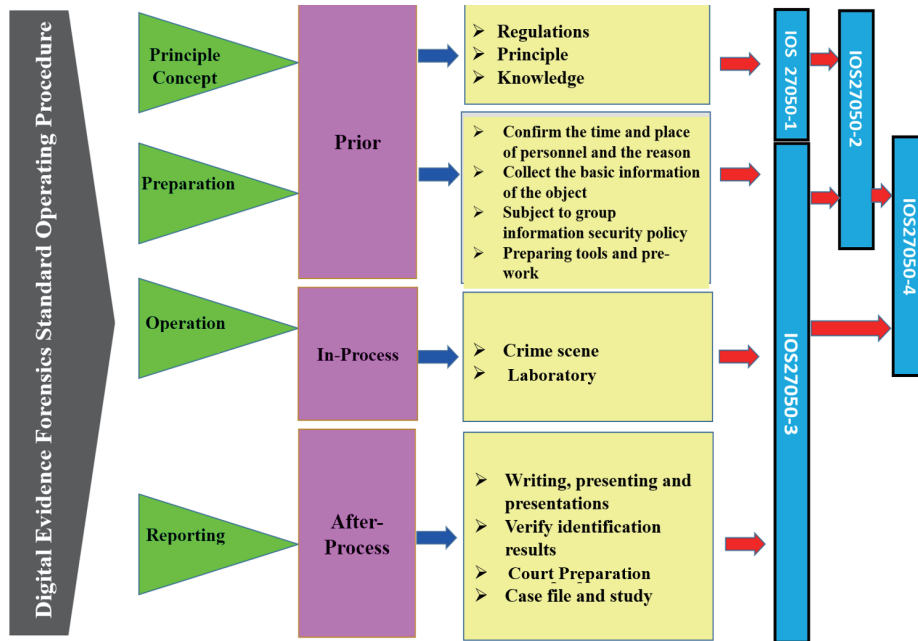 Digital Evidence Forensics Standard Operating Procedure
Principle
Concept
Preparation
Operation
Reporting
Prior
In-Process
After-
Process
➢ Regulations
➢ Principle
➢ Knowledge
➢ Confirm the time and place
of personnel and the reason
➢ Collect the basic information
of the object
➢ Subject to group
information security policy
➢ Preparing tools and pre-
work
➢ Crime scene
➢ Laboratory
➢ Writing, presenting and
presentations
➢ Verify identification
results
➢ Court Preparation
➢ Case file and study
IOS 27050-1
IOS27050-2
IOS27050-3
IOS27050-4